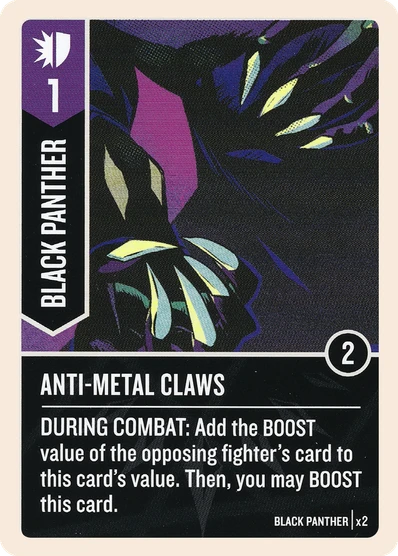 1
BLACK PANTHER
2
ANTI-METAL CLAWS
DURING COMBAT: Add the BOOST
value of the opposing fighter's card to
this card's value. Then, you may BOOST
this card.
BLACK PANTHER | x2